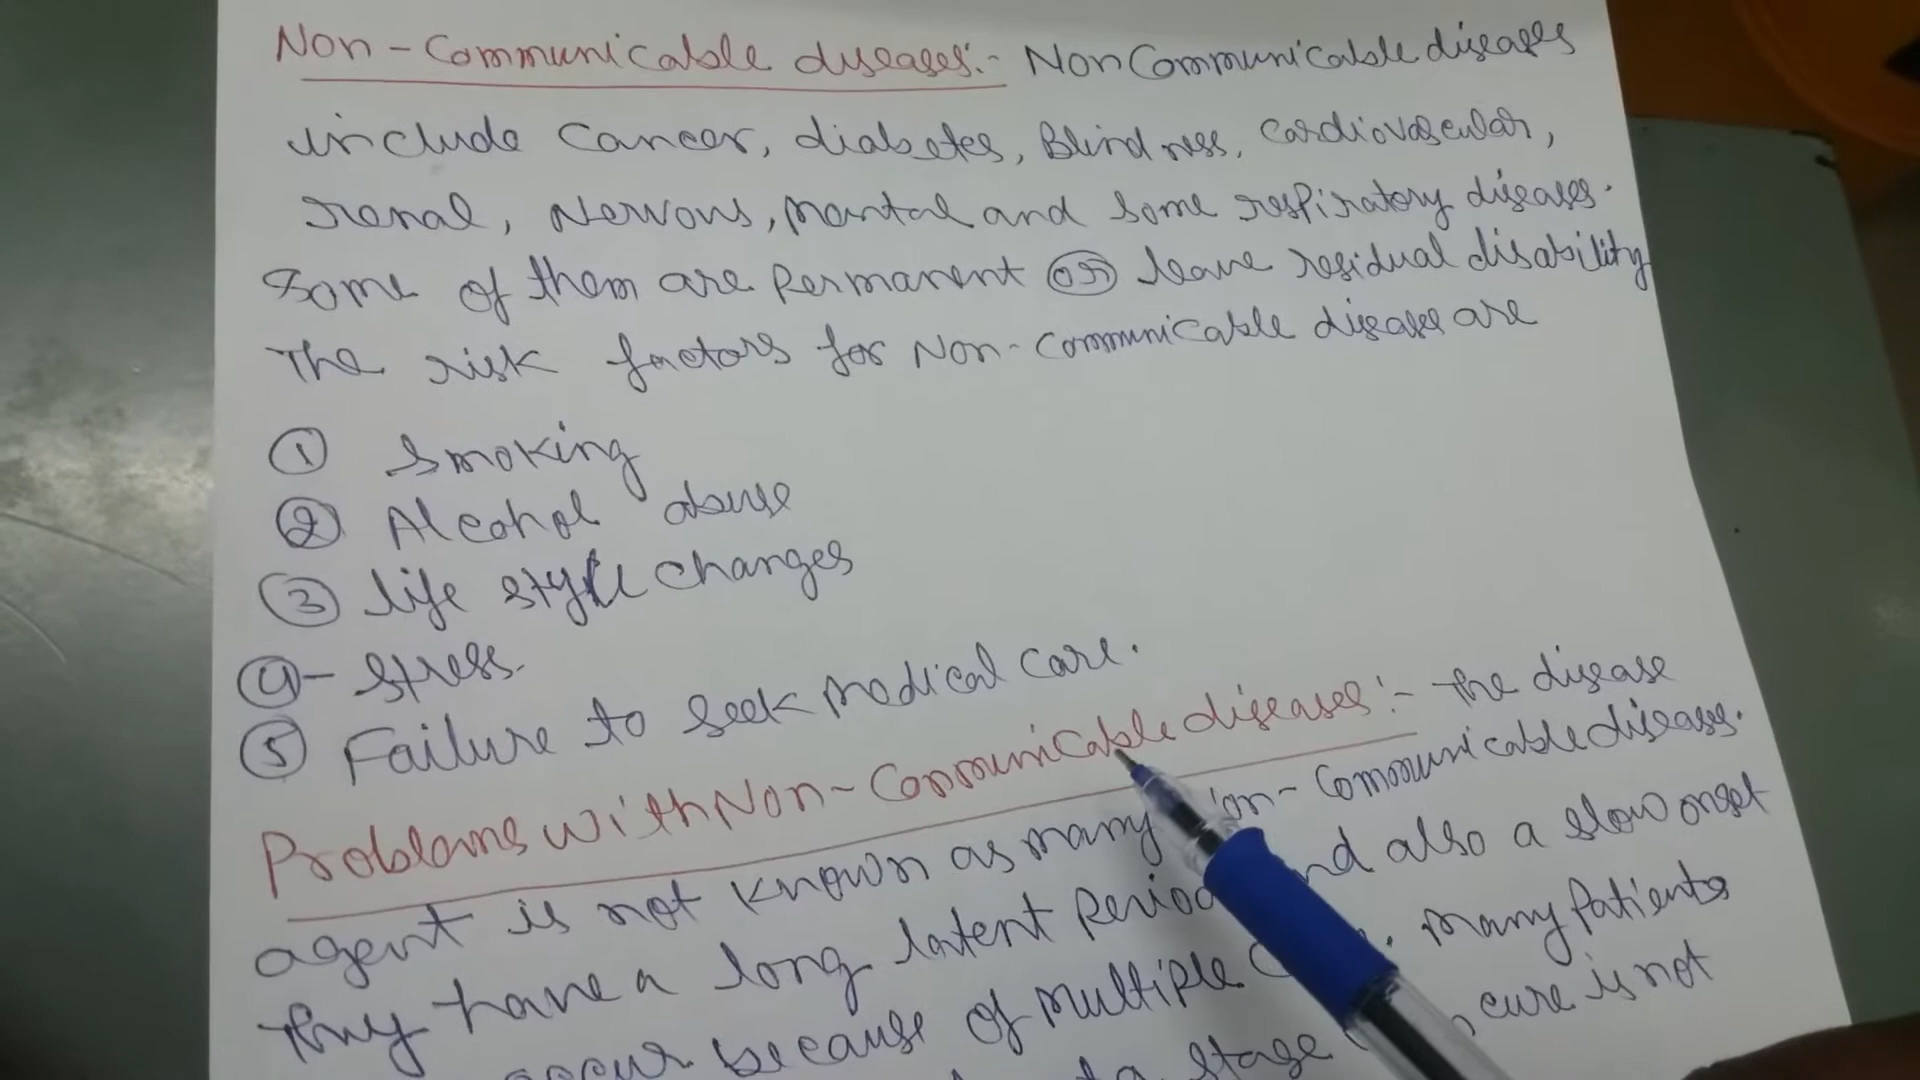 Non-Communicable diseases:- Non Communicable diseases
include Cancer, diabetes, Blindness, Cardiovascular,
renal, Nervous, mental and some respiratory diseases.
Some of them are Permanent or leave residual disability
The risk factors for Non-Communicable disease are
① Smoking
② Alcohol abuse
③ life style changes
④- Stress.
⑤ Failure to seek medical care.
Problems with Non-Communicable diseases:- The disease
agent is not known as many Communicable diseases.
They have a long latent Period and also a slow onset
occur because of multiple many Patients
stage cure is not